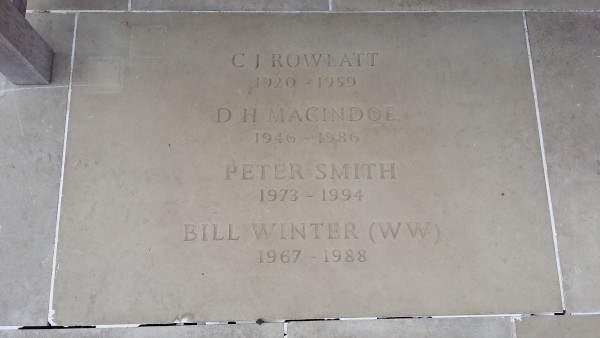 C J ROWLATT
1920 - 1959
D H MACINDOE
1946 - 1986
PETER SMITH
1973 - 1994
BILL WINTER (WW)
1967 - 1988